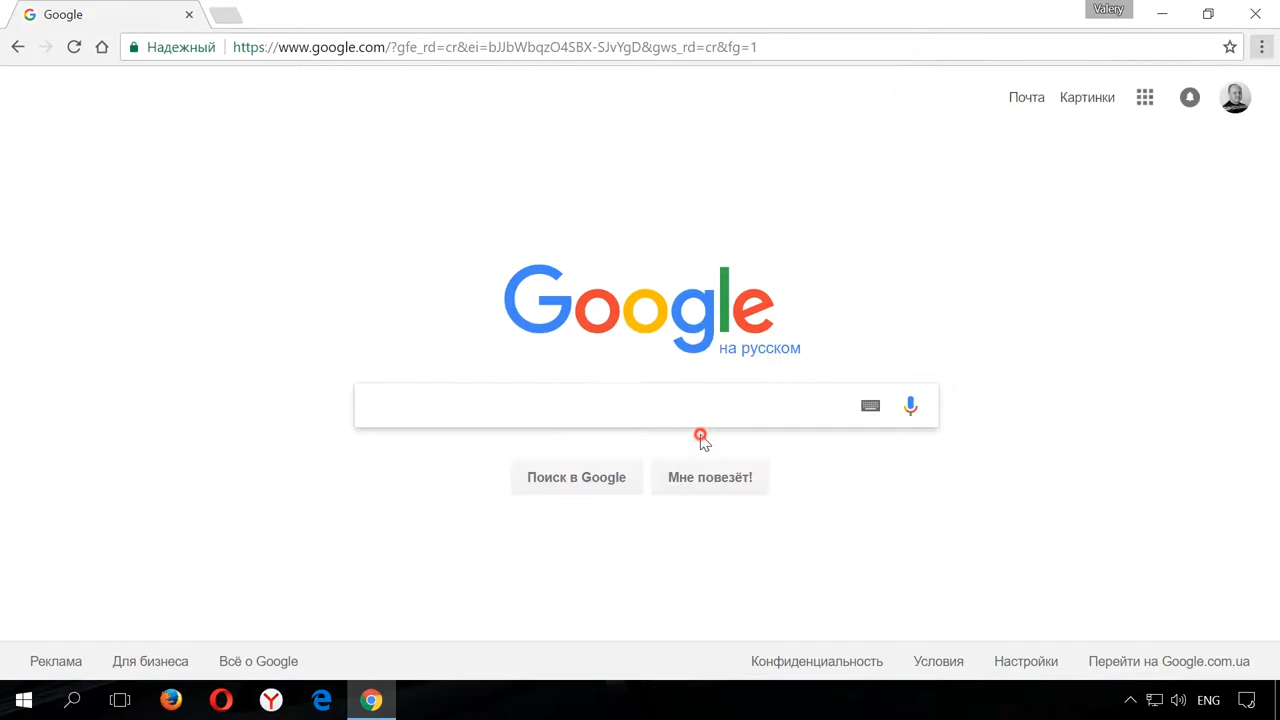 Google
Valery
Надежный
https://www.google.com/?gfe_rd=cr&ei=bJJbWbqzO4SBX-SJvYgD&gws_rd=cr&fg=1
Почта Картинки
Google
на русском
Поиск в Google Мне повезёт!
Реклама Для бизнеса Всё о Google Конфиденциальность Условия Настройки Перейти на Google.com.ua
ENG